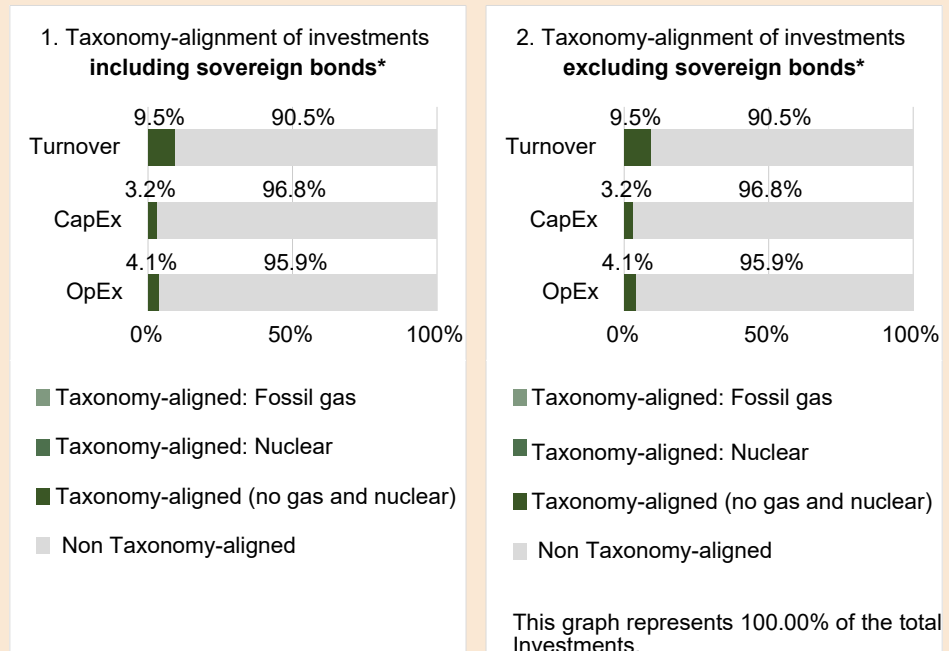 1. Taxonomy-alignment of investments
including sovereign bonds*
9.5% 90.5%
Turnover
3.2% 96.8%
CapEx
4.1% 95.9%
OpEx
0% 50% 100%
Taxonomy-aligned: Fossil gas
Taxonomy-aligned: Nuclear
Taxonomy-aligned (no gas and nuclear)
Non Taxonomy-aligned
2. Taxonomy-alignment of investments
excluding sovereign bonds*
9.5% 90.5%
Turnover
3.2% 96.8%
CapEx
4.1% 95.9%
OpEx
0% 50% 100%
Taxonomy-aligned: Fossil gas
Taxonomy-aligned: Nuclear
Taxonomy-aligned (no gas and nuclear)
Non Taxonomy-aligned
This graph represents 100.00% of the total
Investments.